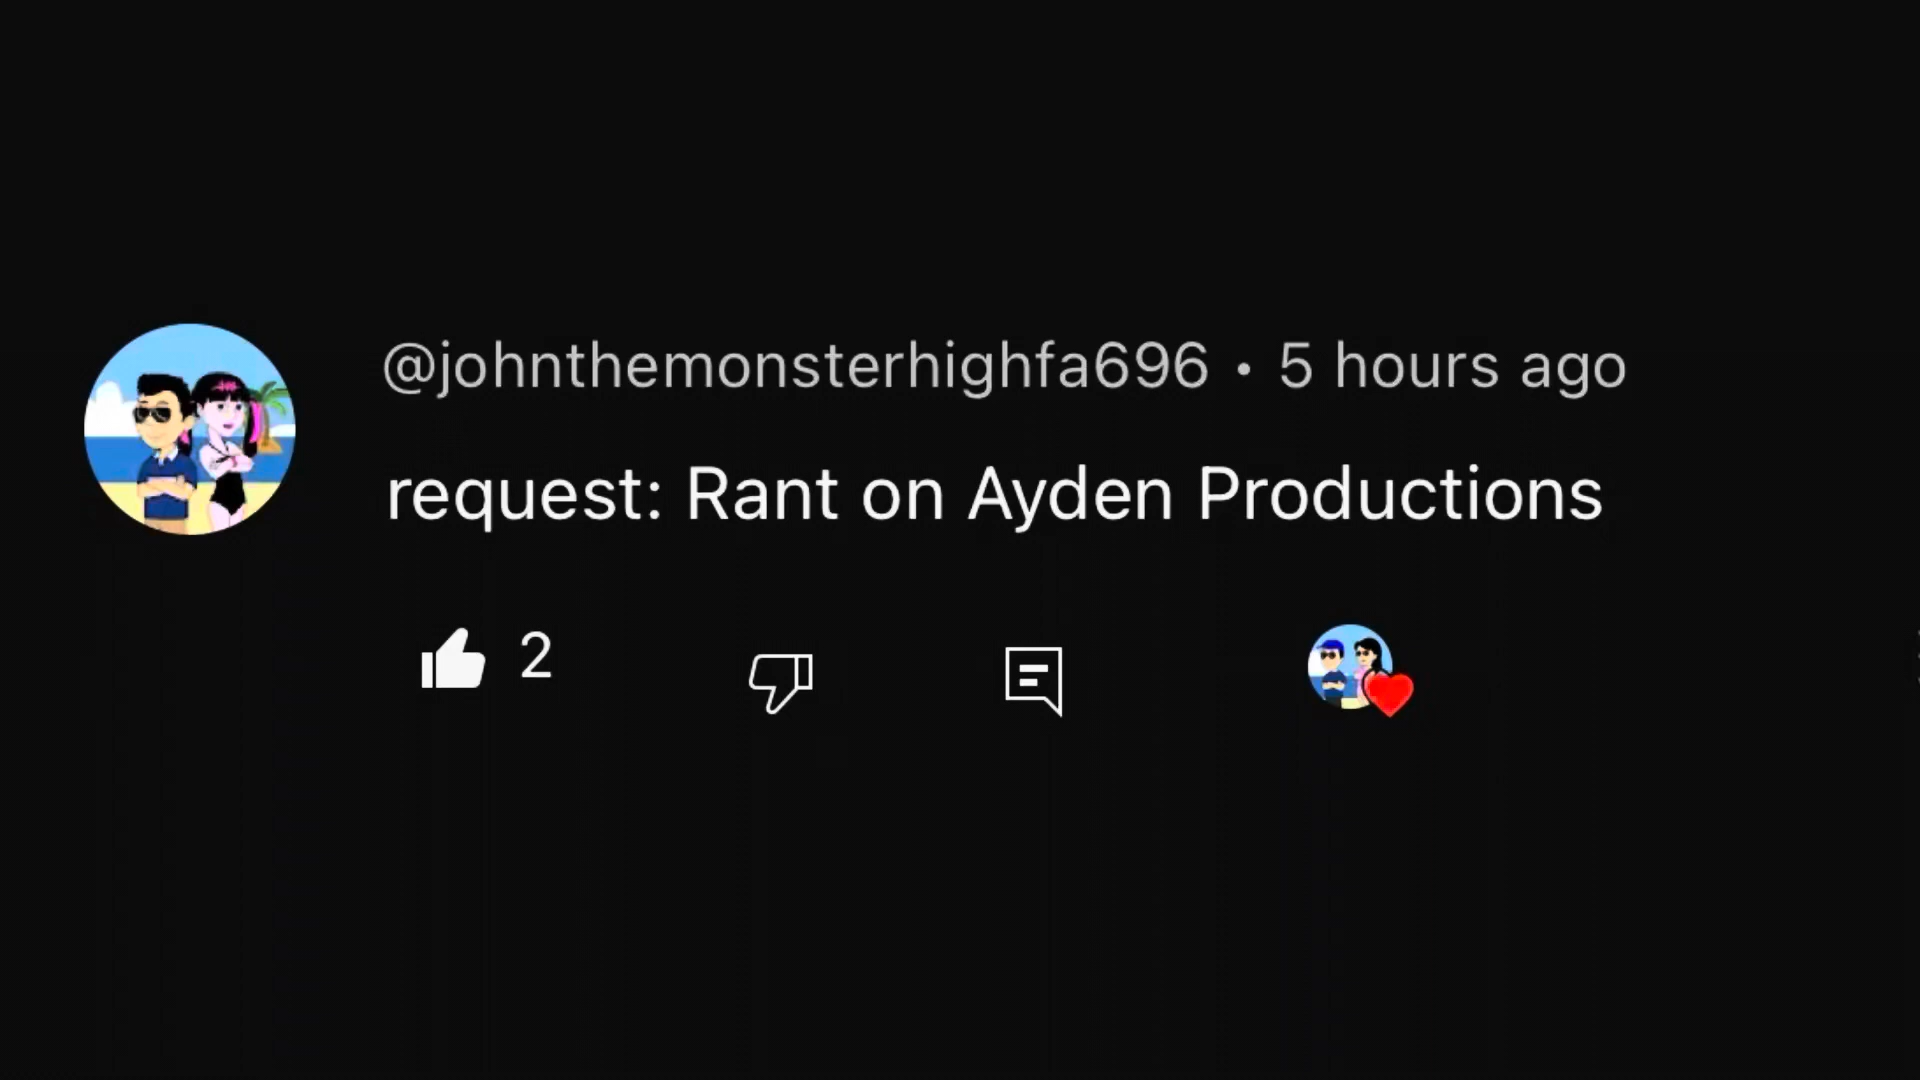 @johnthemonsterhighfa696 • 5 hours ago
request: Rant on Ayden Productions
2